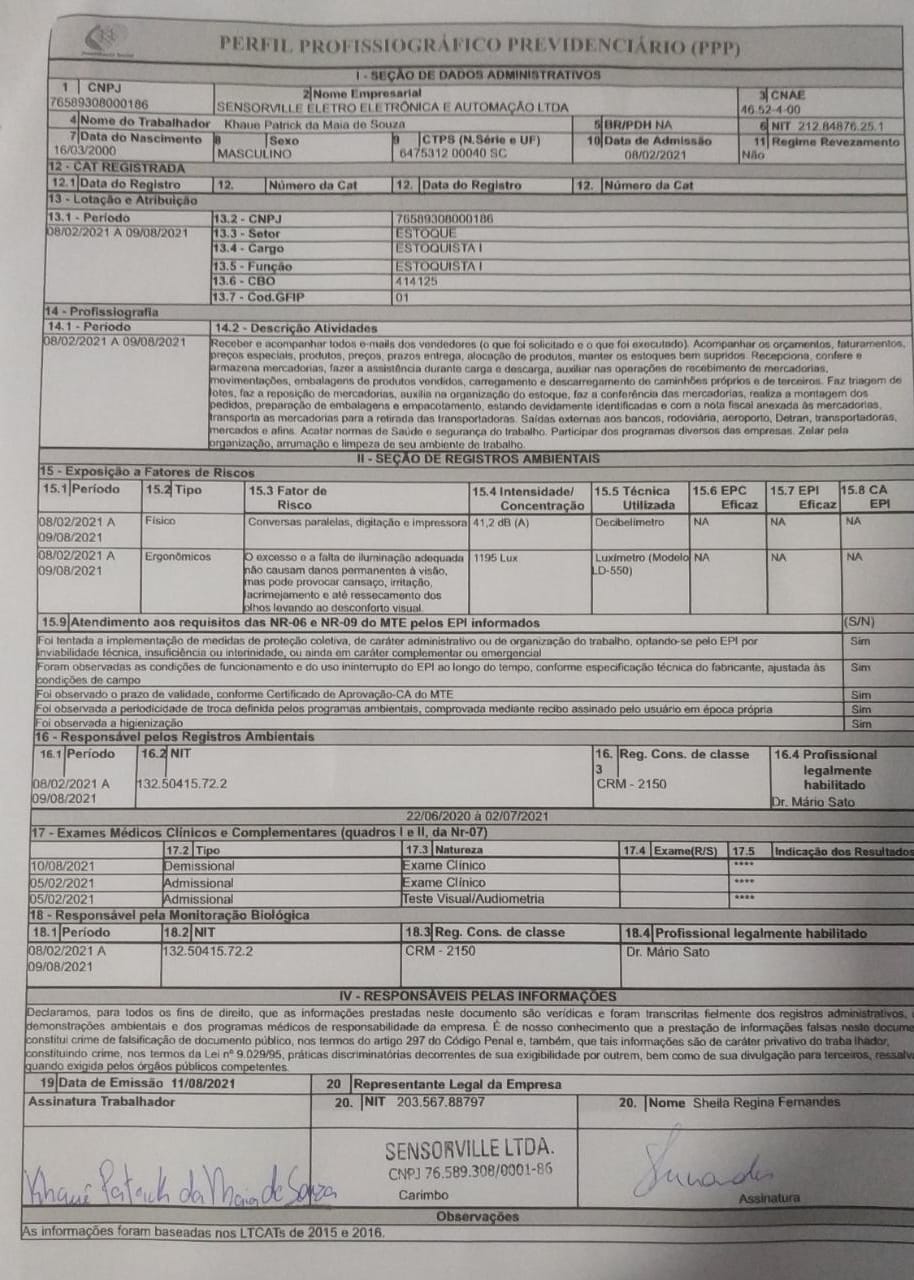 PERFIL PROFISSIOGRÁFICO PREVIDENCIÁRIO (PPP)
I - SEÇÃO DE DADOS ADMINISTRATIVOS
1 CNPJ 2 Nome Empresarial 3 CNAE
76589308000186 SENSORVILLE ELETRO ELETRÔNICA E AUTOMAÇÃO LTDA 46.52-4-00
4 Nome do Trabalhador Khaue Patrick da Maia de Souza 5 BR/PDH NA 6 NIT 212.84876.25.1
7 Data do Nascimento 8 Sexo 9 CTPS (N.Série e UF) 10 Data de Admissão 11 Regime Revezamento
16/03/2000 MASCULINO 6475312 00040 SC 08/02/2021 Não
12 - CAT REGISTRADA
12.1 Data do Registro 12. Número da Cat 12. Data do Registro 12. Número da Cat
13 - Lotação e Atribuição
13.1 - Período 13.2 - CNPJ 76589308000186
08/02/2021 A 09/08/2021 13.3 - Setor ESTOQUE
13.4 - Cargo ESTOQUISTA I
13.5 - Função ESTOQUISTA I
13.6 - CBO 414125
13.7 - Cod.GFIP 01
14 - Profissiografia
14.1 - Período 14.2 - Descrição Atividades
08/02/2021 A 09/08/2021 Receber e acompanhar todos e-mails dos vendedores (o que foi solicitado e o que foi executado). Acompanhar os orçamentos, faturamentos,
preços especiais, produtos, preços, prazos entrega, alocação de produtos, manter os estoques bem supridos. Recepciona, confere e
armazena mercadorias, fazer a assistência durante carga e descarga, auxiliar nas operações de recebimento de mercadorias,
movimentações, embalagens de produtos vendidos, carregamento e descarregamento de caminhões próprios e de terceiros. Faz triagem de
lotes, faz a reposição de mercadorias, auxilia na organização do estoque, faz a conferência das mercadorias, realiza a montagem dos
pedidos, preparação de embalagens e empacotamento, estando devidamente identificadas e com a nota fiscal anexada às mercadorias,
transporta as mercadorias para a retirada das transportadoras. Saídas externas aos bancos, rodoviária, aeroporto, Detran, transportadoras,
mercados e afins. Acatar normas de Saúde e segurança do trabalho. Participar dos programas diversos das empresas. Zelar pela
organização, arrumação e limpeza de seu ambiente de trabalho.
II - SEÇÃO DE REGISTROS AMBIENTAIS
15 - Exposição a Fatores de Riscos
15.1 Período 15.2 Tipo 15.3 Fator de Risco 15.4 Intensidade/ Concentração 15.5 Técnica Utilizada 15.6 EPC Eficaz 15.7 EPI Eficaz 15.8 CA EPI
08/02/2021 A Físico Conversas paralelas, digitação e impressora 41,2 dB (A) Decibelímetro NA NA NA
09/08/2021
08/02/2021 A Ergonômicos O excesso e a falta de iluminação adequada 1195 Lux Luxímetro (Modelo NA NA NA
09/08/2021 não causam danos permanentes à visão, LD-550)
mas pode provocar cansaço, irritação,
lacrimejamento e até ressecamento dos
olhos levando ao desconforto visual.
15.9 Atendimento aos requisitos das NR-06 e NR-09 do MTE pelos EPI informados (S/N)
Foi tentada a implementação de medidas de proteção coletiva, de caráter administrativo ou de organização do trabalho, optando-se pelo EPI por Sim
inviabilidade técnica, insuficiência ou interinidade, ou ainda em caráter complementar ou emergencial
Foram observadas as condições de funcionamento e do uso ininterupto do EPI ao longo do tempo, conforme especificação técnica do fabricante, ajustada às Sim
condições de campo
Foi observado o prazo de validade, conforme Certificado de Aprovação-CA do MTE Sim
Foi observada a periodicidade de troca definida pelos programas ambientais, comprovada mediante recibo assinado pelo usuário em época própria Sim
Foi observada a higienização Sim
16 - Responsável pelos Registros Ambientais
16.1 Período 16.2 NIT 16. Reg. Cons. de classe 16.4 Profissional
3 legalmente
08/02/2021 A 132.50415.72.2 CRM - 2150 habilitado
09/08/2021 Dr. Mário Sato
22/06/2020 à 02/07/2021
17 - Exames Médicos Clínicos e Complementares (quadros I e II, da Nr-07)
17.2 Tipo 17.3 Natureza 17.4 Exame(R/S) 17.5 Indicação dos Resultados
10/08/2021 Demissional Exame Clínico ****
05/02/2021 Admissional Exame Clínico ****
05/02/2021 Admissional Teste Visual/Audiometria ****
18 - Responsável pela Monitoração Biológica
18.1 Período 18.2 NIT 18.3 Reg. Cons. de classe 18.4 Profissional legalmente habilitado
08/02/2021 A 132.50415.72.2 CRM - 2150 Dr. Mário Sato
09/08/2021
IV - RESPONSÁVEIS PELAS INFORMAÇÕES
Declaramos, para todos os fins de direito, que as informações prestadas neste documento são verídicas e foram transcritas fielmente dos registros administrativos,
demonstrações ambientais e dos programas médicos de responsabilidade da empresa. É de nosso conhecimento que a prestação de informações falsas neste docume
constitui crime de falsificação de documento público, nos termos do artigo 297 do Código Penal e, também, que tais informações são de caráter privativo do traba lhador,
constituindo crime, nos termos da Lei nº 9.029/95, práticas discriminatórias decorrentes de sua exigibilidade por outrem, bem como de sua divulgação para terceiros, ressalv
quando exigida pelos órgãos públicos competentes.
19 Data de Emissão 11/08/2021 20 Representante Legal da Empresa
Assinatura Trabalhador 20. NIT 203.567.88797 20. Nome Sheila Regina Fernandes
SENSORVILLE LTDA.
CNPJ 76.589.308/0001-86
Khauê Patrick da Maia de Souza Carimbo Assinatura
Observações
As informações foram baseadas nos LTCATs de 2015 e 2016.